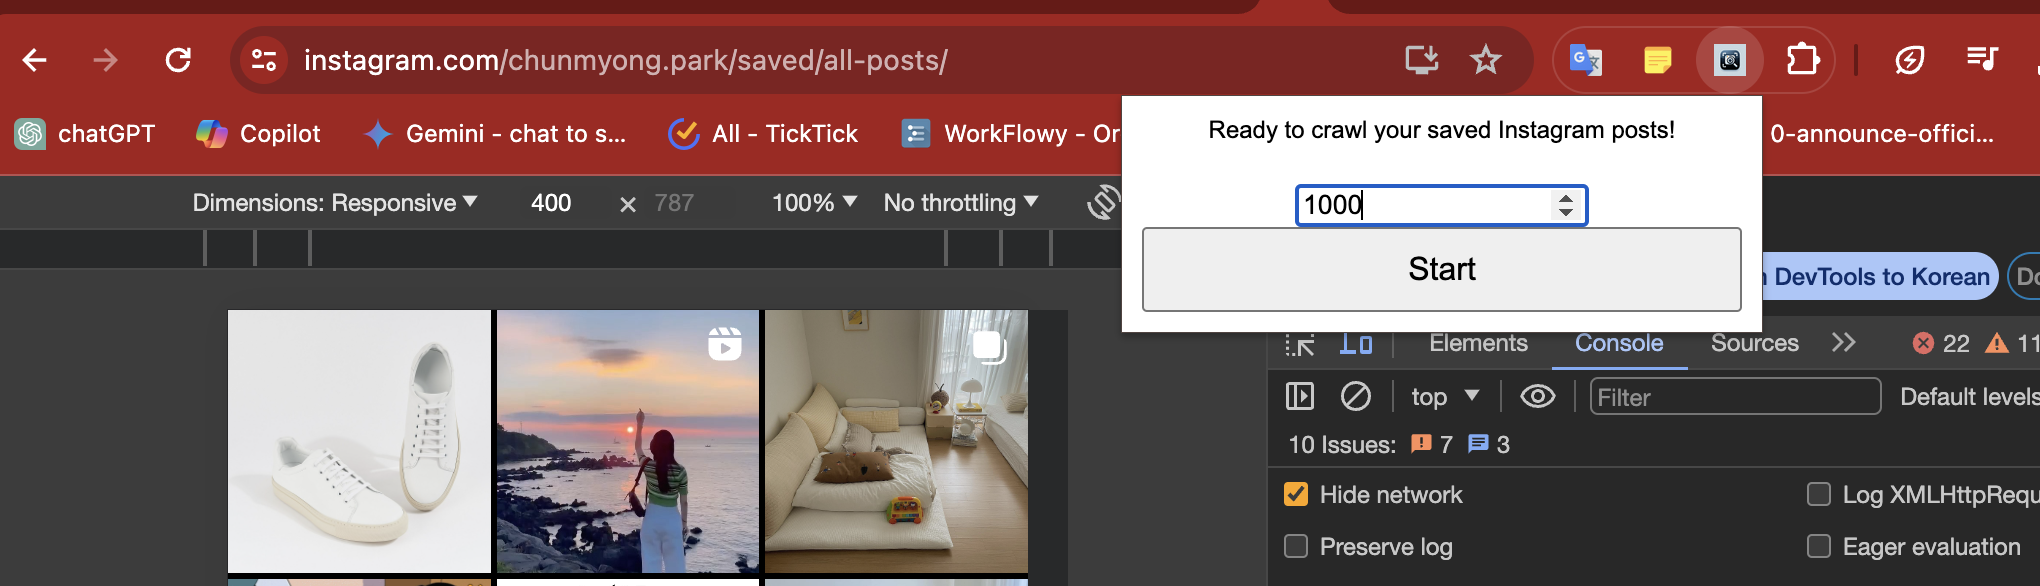 instagram.com/chunmyong.park/saved/all-posts/
chatGPT Copilot Gemini - chat to s... All - TickTick WorkFlowy - Or 0-announce-offici...
Ready to crawl your saved Instagram posts!
1000
Start
Dimensions: Responsive 400 × 787 100% No throttling
DevTools to Korean Do
Elements Console Sources 22 11
top Filter Default levels
10 Issues: 7 3
Hide network Log XMLHttpRequ
Preserve log Eager evaluation